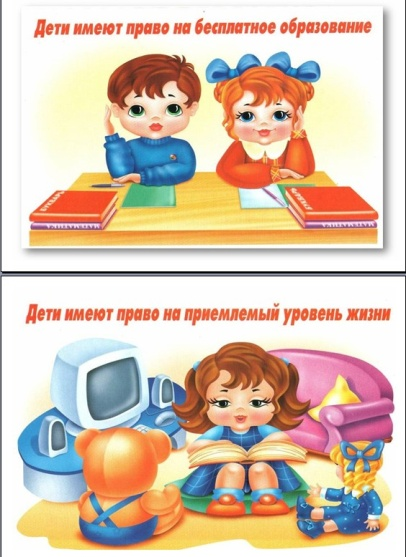 Дети имеют право на бесплатное образование
Дети имеют право на приемлемый уровень жизни